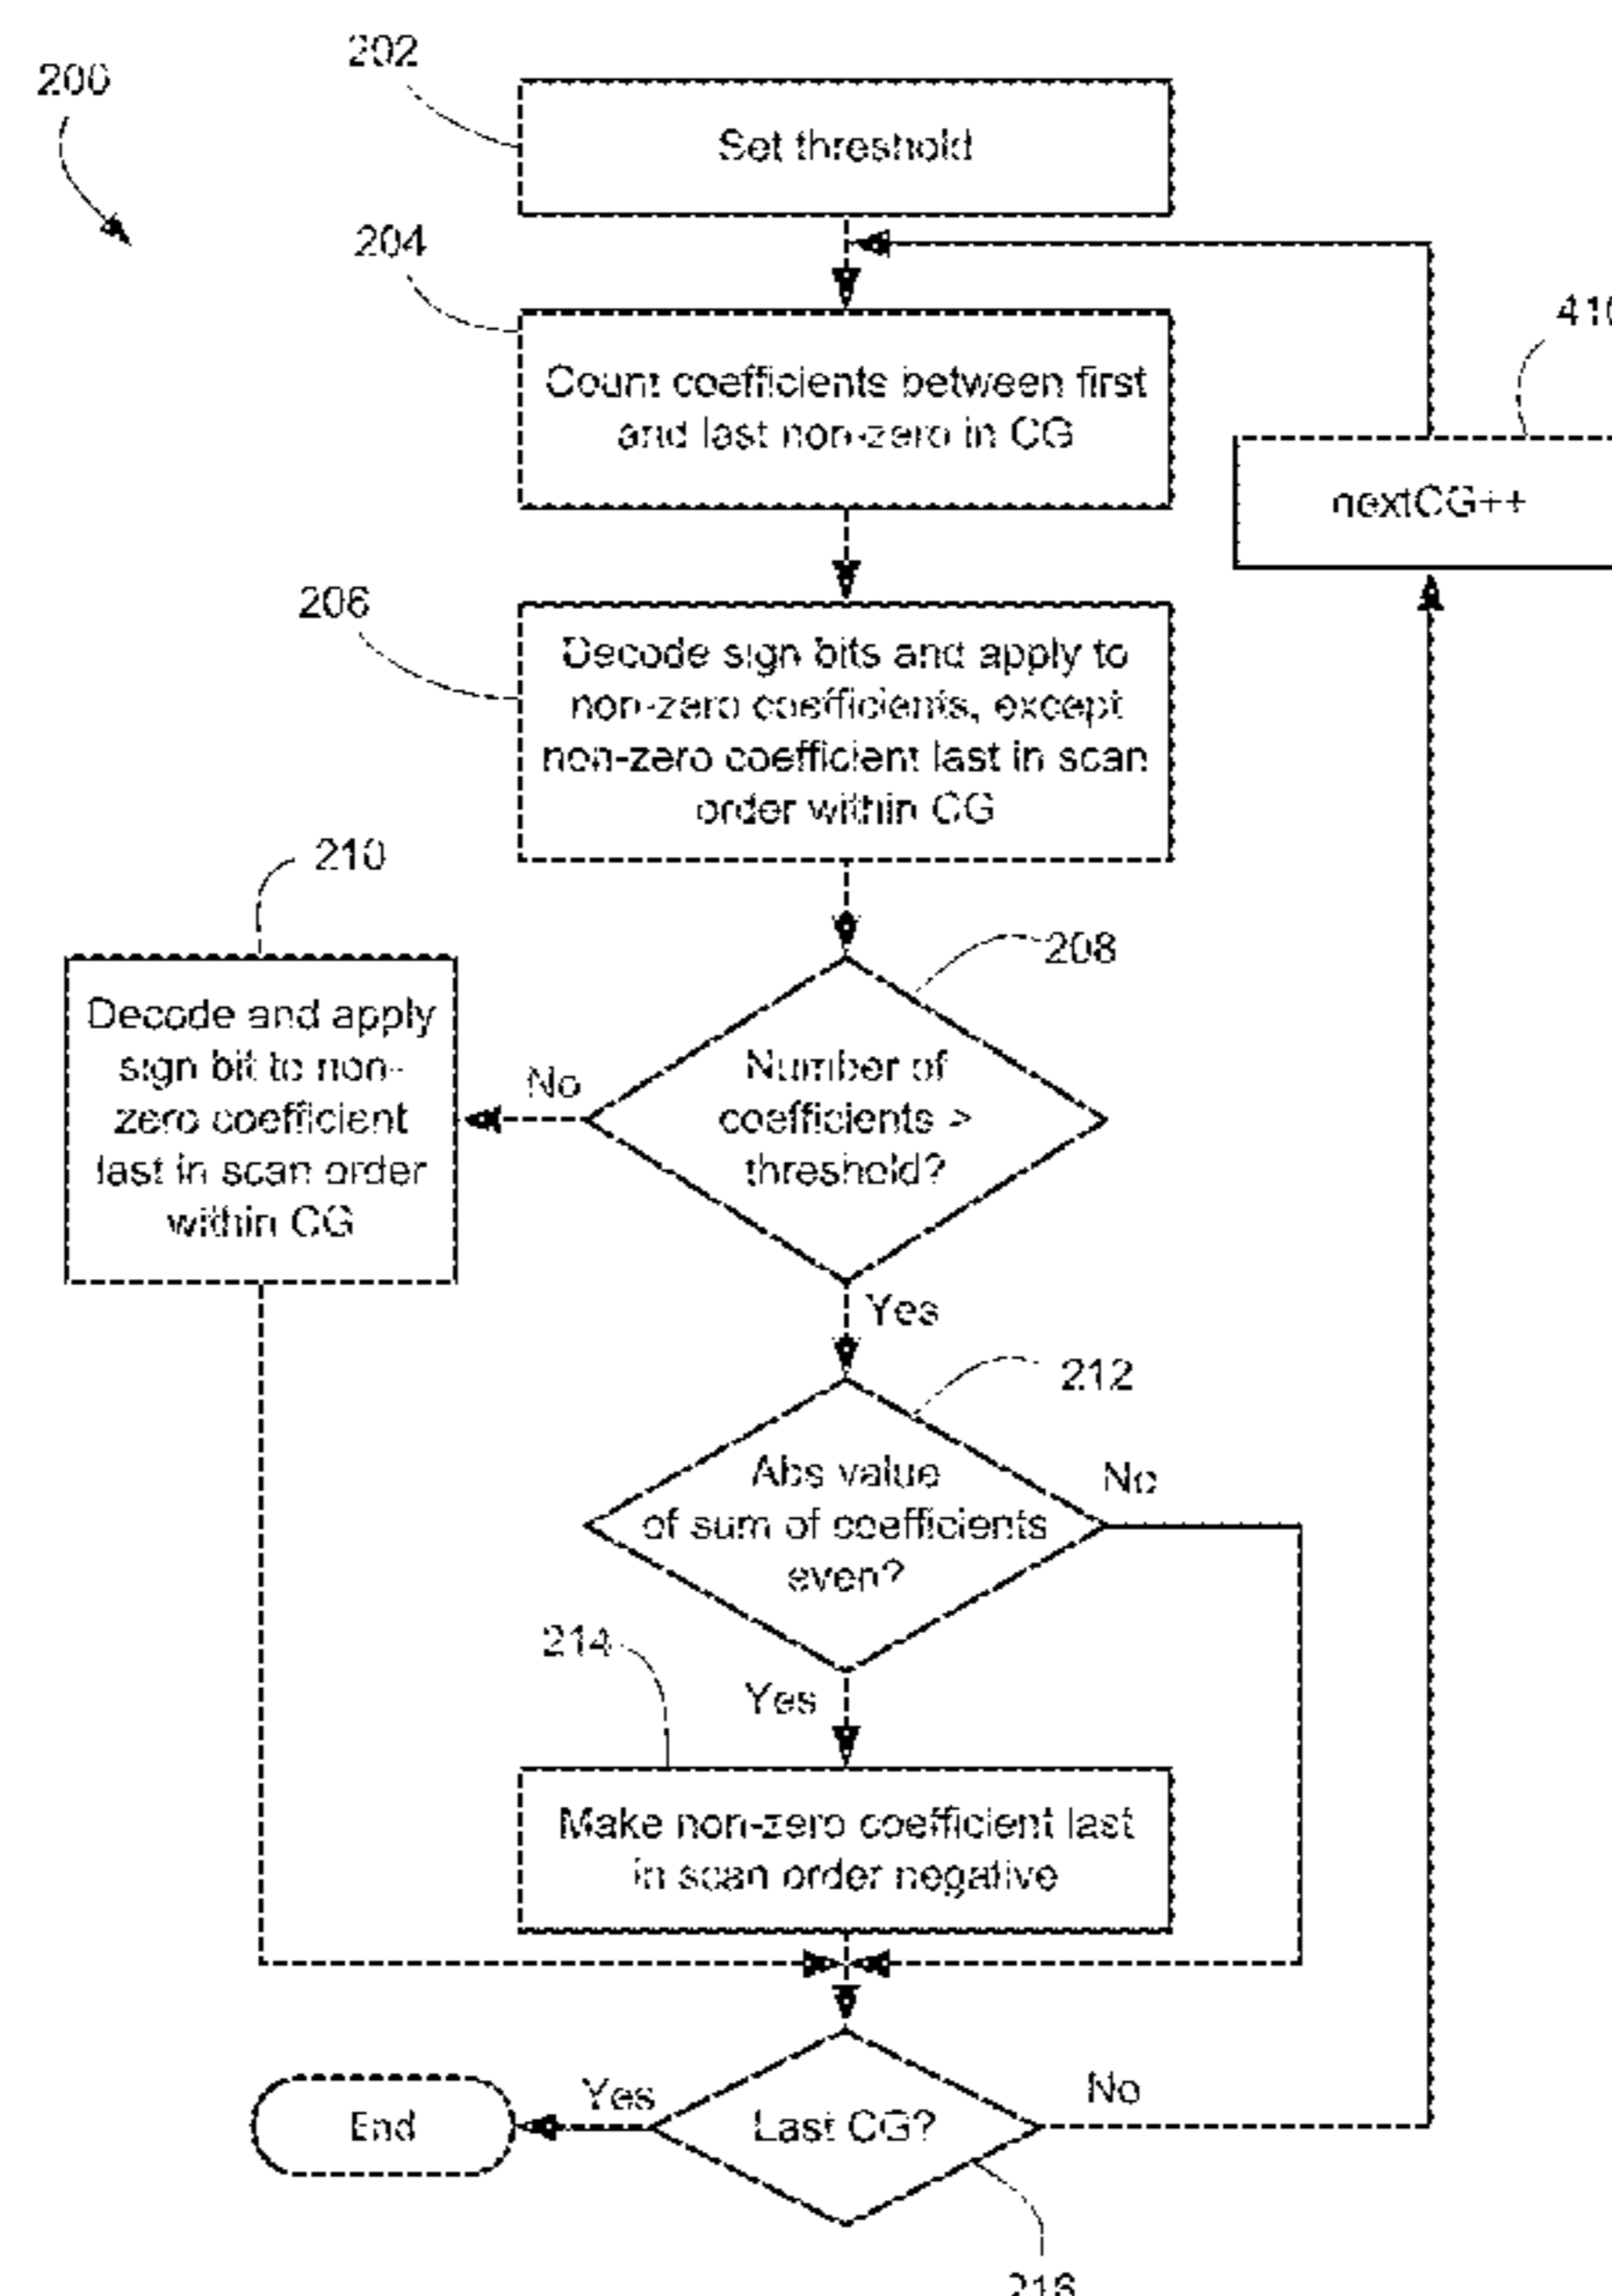 200
202
Set threshold
204
Count coefficients between first
and last non-zero in CG
nextCG++
206
Decode sign bits and apply to
non-zero coefficients, except
non-zero coefficient last in scan
order within CG
210
Decode and apply
sign bit to non-
zero coefficient
last in scan order
within CG
208
Number of
coefficients >
threshold?
No
Yes
212
Abs value
of sum of coefficients
even?
No
214
Yes
Make non-zero coefficient last
in scan order negative
Last CG?
Yes
No
End
216